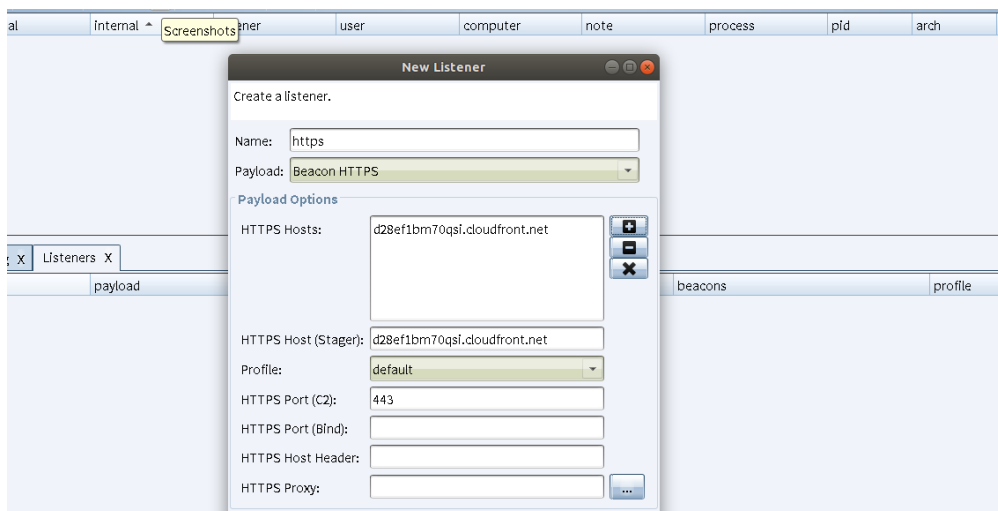 al internal Screenshots ener user computer note process pid arch
New Listener
Create a listener.
Name: https
Payload: Beacon HTTPS
Payload Options
HTTPS Hosts: d28ef1bm70qsi.cloudfront.net
g X Listeners X
payload beacons profile
HTTPS Host (Stager): d28ef1bm70qsi.cloudfront.net
Profile: default
HTTPS Port (C2): 443
HTTPS Port (Bind):
HTTPS Host Header:
HTTPS Proxy: ...